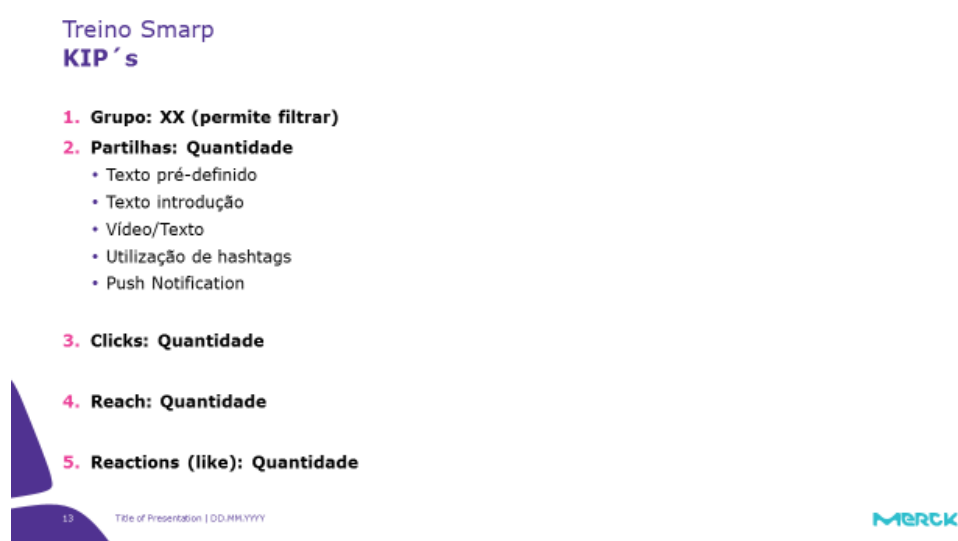 Treino Smarp
KIP´s
1. Grupo: XX (permite filtrar)
2. Partilhas: Quantidade
• Texto pré-definido
• Texto introdução
• Vídeo/Texto
• Utilização de hashtags
• Push Notification
3. Clicks: Quantidade
4. Reach: Quantidade
5. Reactions (like): Quantidade
13 Title of Presentation | DD.MM.YYYY
MERCK